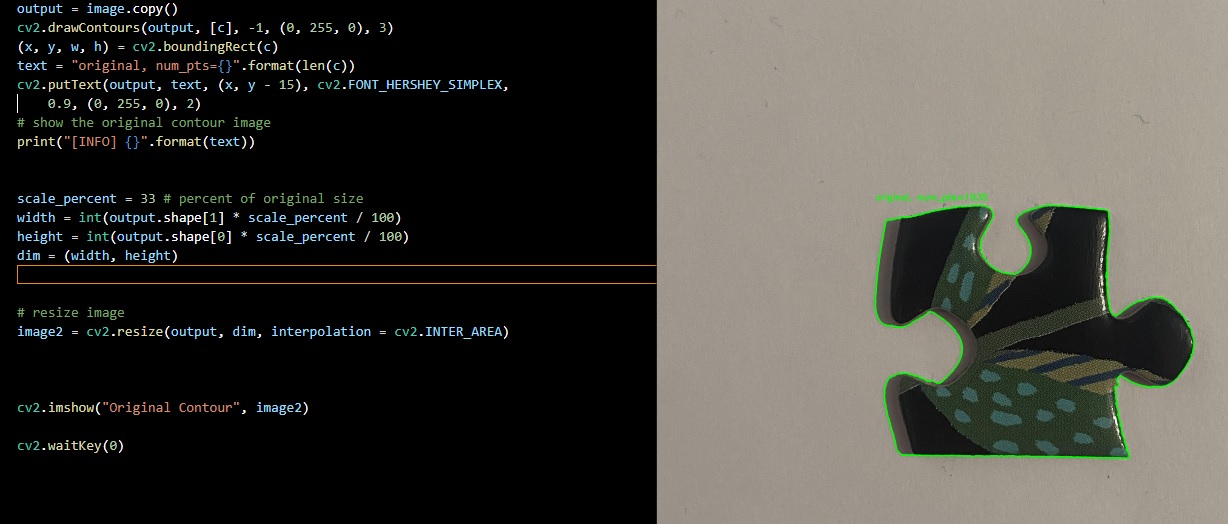 output = image.copy()
cv2.drawContours(output, [c], -1, (0, 255, 0), 3)
(x, y, w, h) = cv2.boundingRect(c)
text = "original, num_pts={}".format(len(c))
cv2.putText(output, text, (x, y - 15), cv2.FONT_HERSHEY_SIMPLEX,
    0.9, (0, 255, 0), 2)
# show the original contour image
print("[INFO] {}".format(text))
scale_percent = 33 # percent of original size
width = int(output.shape[1] * scale_percent / 100)
height = int(output.shape[0] * scale_percent / 100)
dim = (width, height)
# resize image
image2 = cv2.resize(output, dim, interpolation = cv2.INTER_AREA)
cv2.imshow("Original Contour", image2)
cv2.waitKey(0)